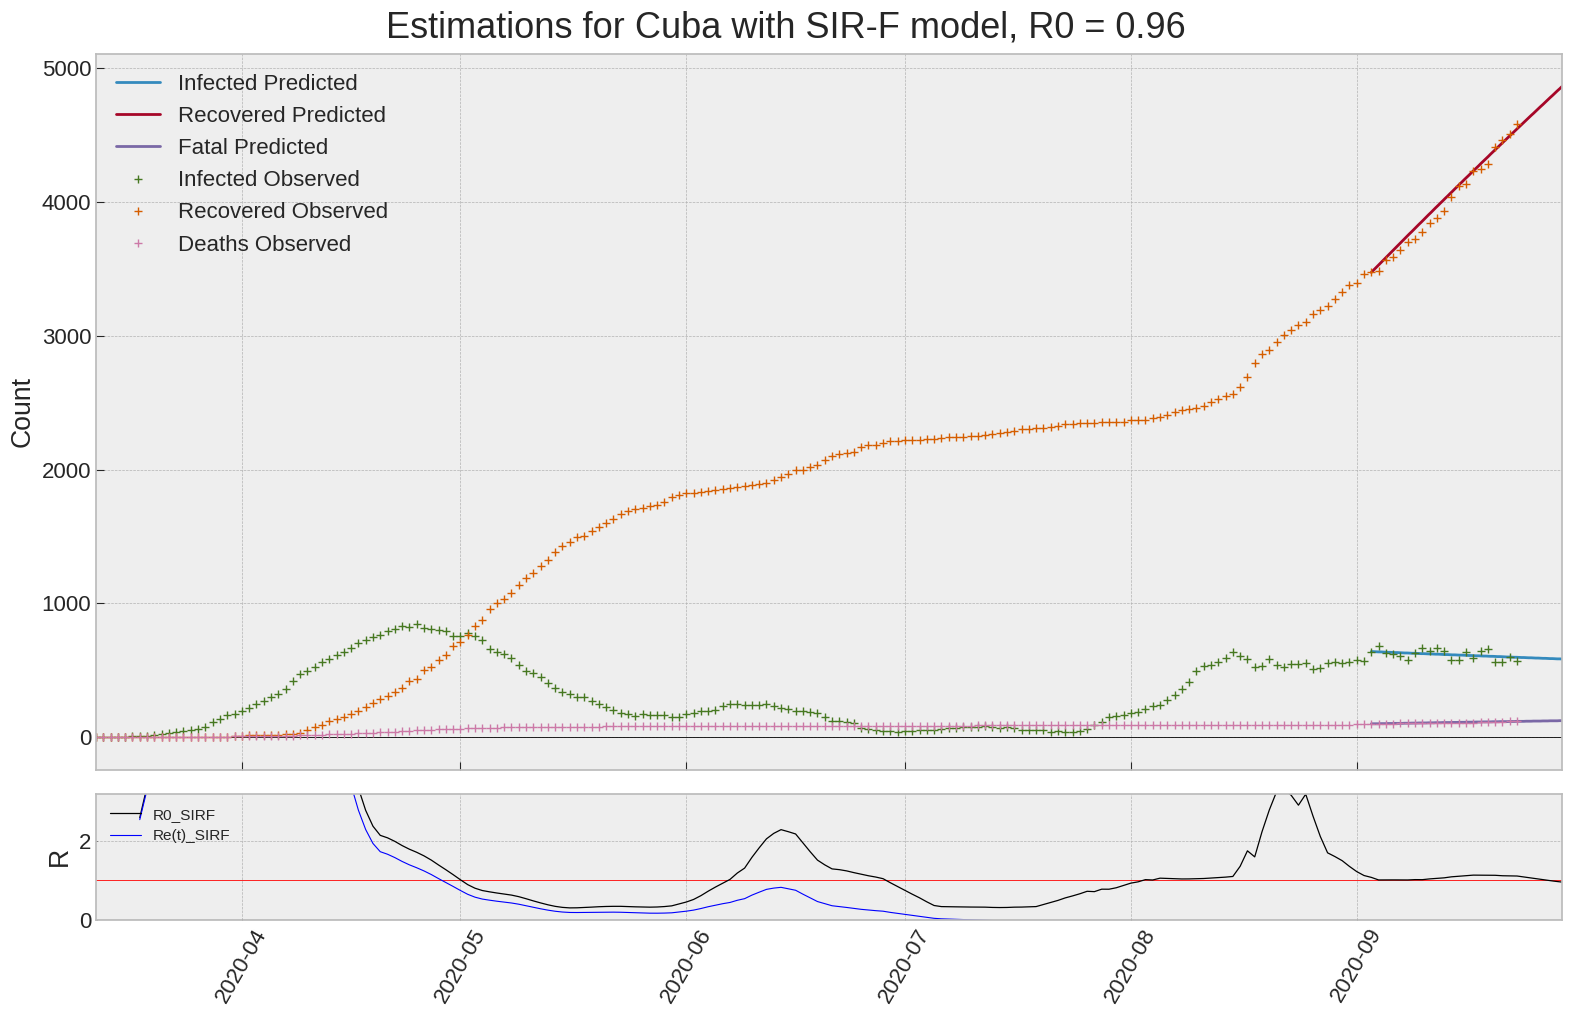 Estimations for Cuba with SIR-F model, R0 = 0.96
5000
4000
3000
2000
1000
0
Count
Infected Predicted
Recovered Predicted
Fatal Predicted
Infected Observed
Recovered Observed
Deaths Observed
2
0
R
R0_SIRF
Re(t)_SIRF
2020-04
2020-05
2020-06
2020-07
2020-08
2020-09